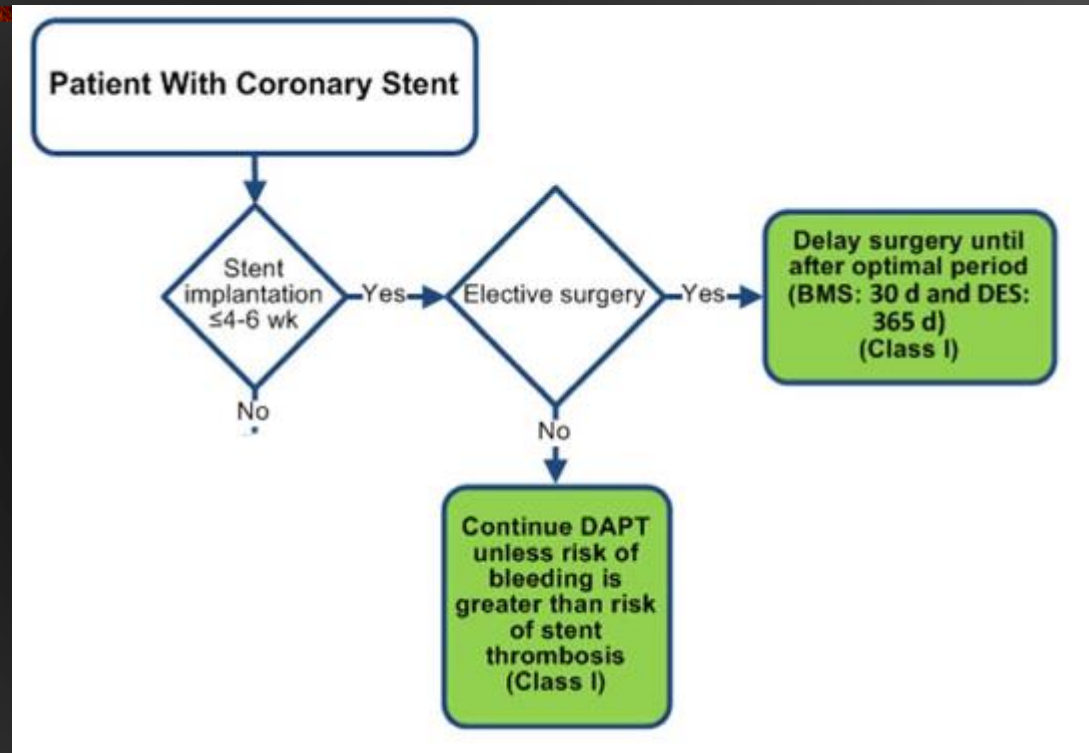 Patient With Coronary Stent
Stent
implantation
≤4-6 wk
Yes
Elective surgery
Yes
Delay surgery until
after optimal period
(BMS: 30 d and DES:
365 d)
(Class I)
No
No
Continue DAPT
unless risk of
bleeding is
greater than risk
of stent
thrombosis
(Class I)